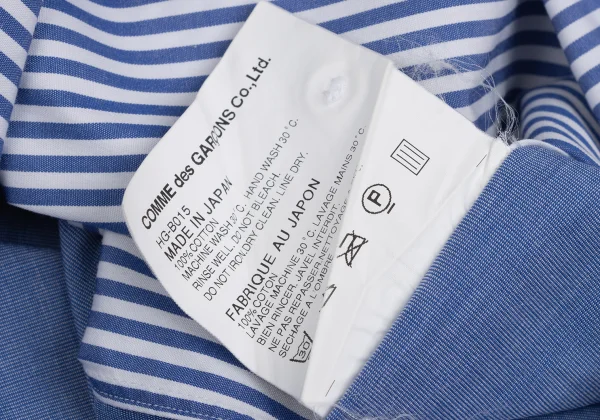 COMME des GARÇONS Co.,Ltd.
HG-B015
MADE IN JAPAN
100% COTTON
MACHINE WASH 30°C. HAND WASH 30°C.
RINSE WELL. DO NOT BLEACH.
DO NOT IRON.DRY CLEAN. LINE DRY.
FABRIQUE AU JAPON
100% COTON
LAVAGE MACHINE 30°C. LAVAGE MAINS 30°C
BIEN RINCER, JAVEL INTERDIT.
NE PAS REPASSER. NETTOYAGE
SECHAGE A L'OMBRE
30
P